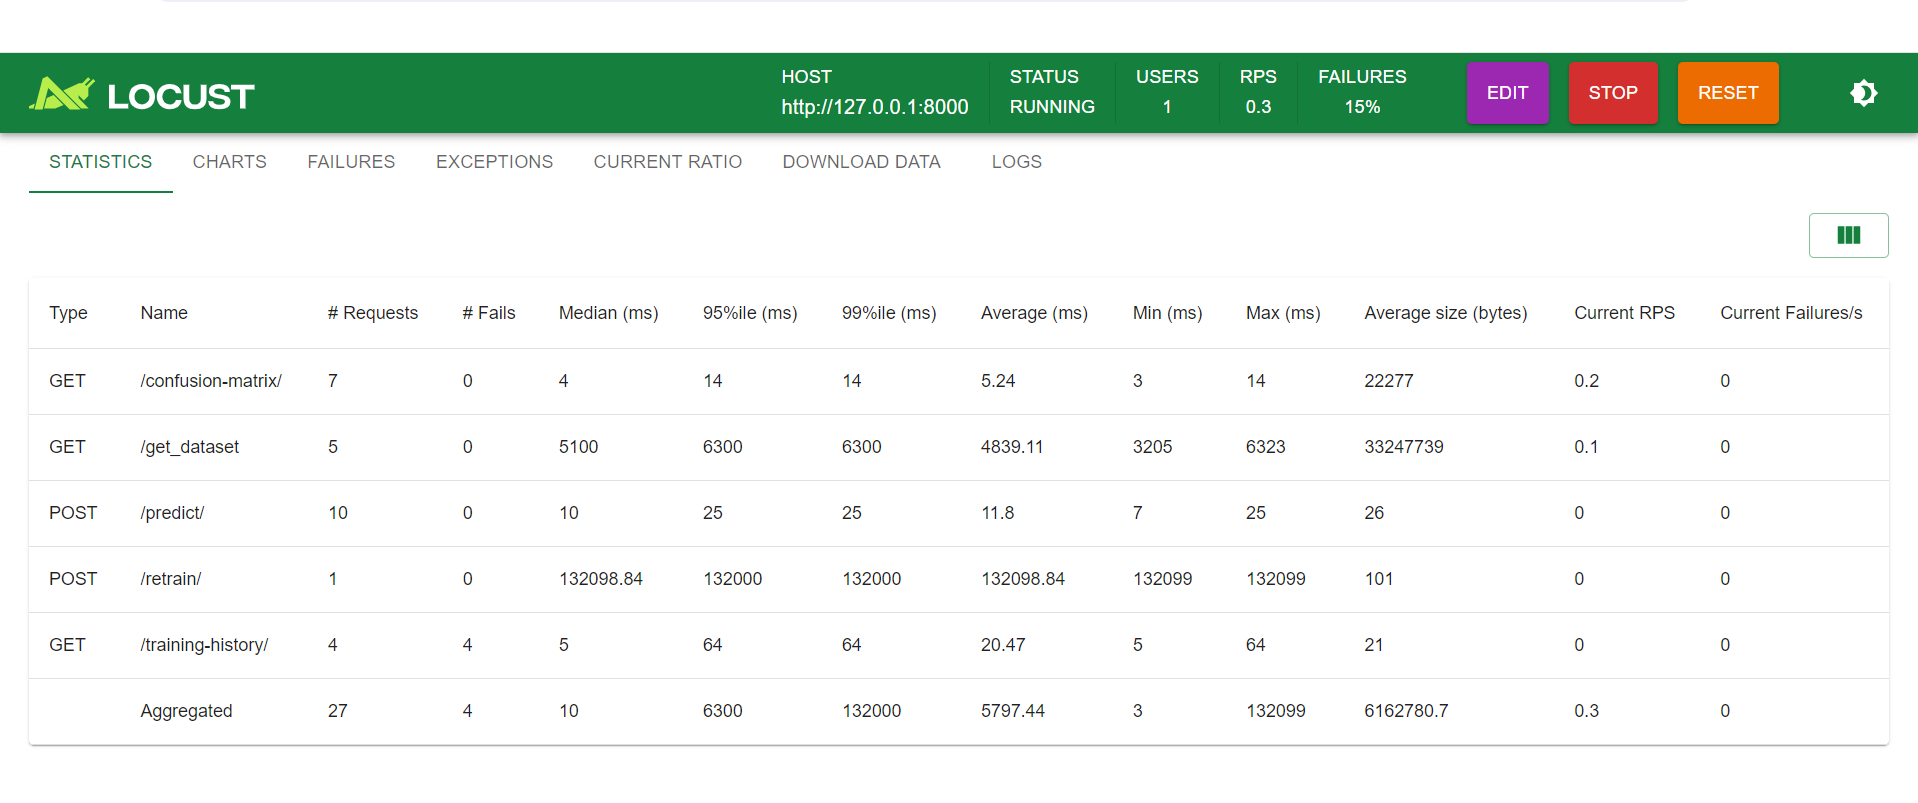 LOCUST
HOST
http://127.0.0.1:8000
STATUS
RUNNING
USERS
1
RPS
0.3
FAILURES
15%
EDIT
STOP
RESET
STATISTICS CHARTS FAILURES EXCEPTIONS CURRENT RATIO DOWNLOAD DATA LOGS
Type Name # Requests # Fails Median (ms) 95%ile (ms) 99%ile (ms) Average (ms) Min (ms) Max (ms) Average size (bytes) Current RPS Current Failures/s
GET /confusion-matrix/ 7 0 4 14 14 5.24 3 14 22277 0.2 0
GET /get_dataset 5 0 5100 6300 6300 4839.11 3205 6323 33247739 0.1 0
POST /predict/ 10 0 10 25 25 11.8 7 25 26 0 0
POST /retrain/ 1 0 132098.84 132000 132000 132098.84 132099 132099 101 0 0
GET /training-history/ 4 4 5 64 64 20.47 5 64 21 0 0
Aggregated 27 4 10 6300 132000 5797.44 3 132099 6162780.7 0.3 0